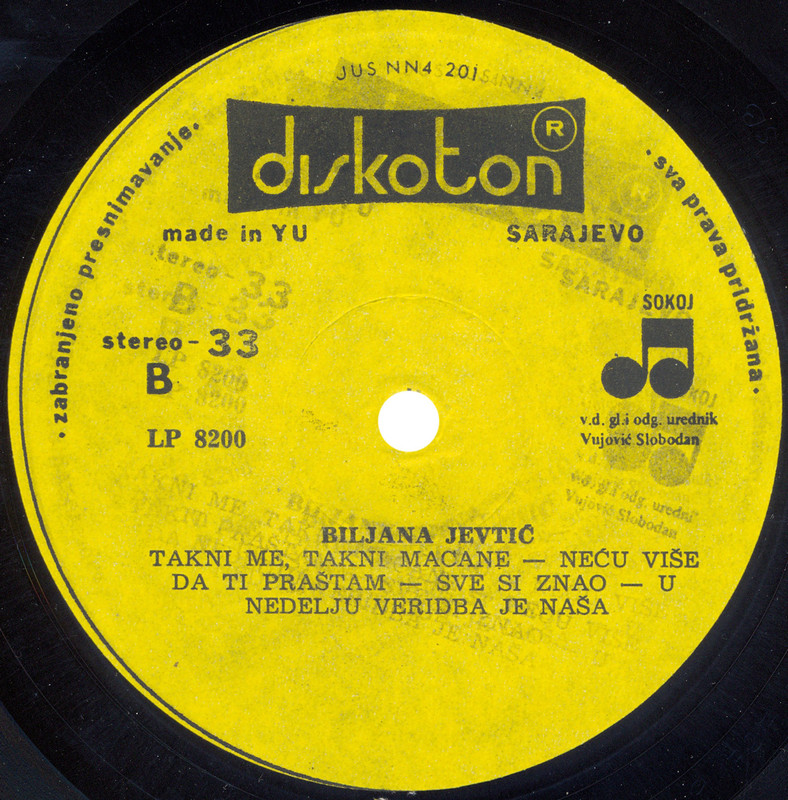 JUS NN4 201
diskoton ®
· zabranjeno presnimavanje ·
· sva prava pridržana ·
made in YU
SARAJEVO
stereo - 33
B
LP 8200
SOKOJ
v.d. gl.i odg. urednik
Vujović Slobodan
BILJANA JEVTIĆ
TAKNI ME, TAKNI MACANE — NEĆU VIŠE
DA TI PRAŠTAM — SVE SI ZNAO — U
NEDELJU VERIDBA JE NAŠA